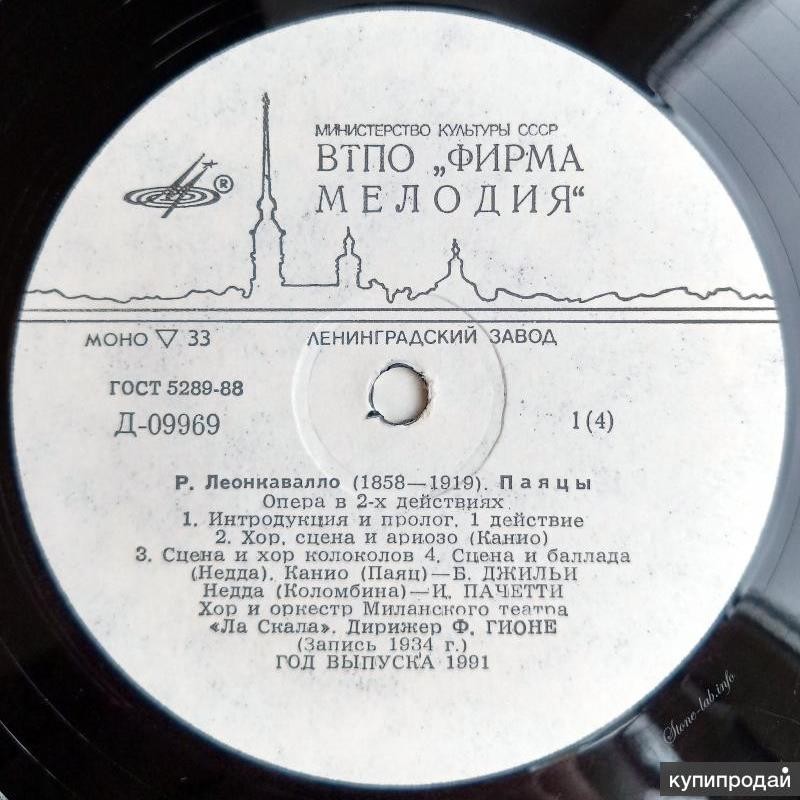 МИНИСТЕРСТВО КУЛЬТУРЫ СССР
ВТПО „ФИРМА
МЕЛОДИЯ“
®
МОНО ▽ 33
ЛЕНИНГРАДСКИЙ ЗАВОД
ГОСТ 5289-88
Д-09969
1(4)
Р. Леонкавалло (1858—1919). Паяцы
Опера в 2-х действиях
1. Интродукция и пролог, 1 действие
2. Хор, сцена и ариозо (Канио)
3. Сцена и хор колоколов 4. Сцена и баллада
(Недда). Канио (Паяц)—Б. ДЖИЛЬИ
Недда (Коломбина)—И. ПАЧЕТТИ
Хор и оркестр Миланского театра
«Ла Скала». Дирижер Ф. ГИОНЕ
(Запись 1934 г.)
ГОД ВЫПУСКА 1991
Stone-lab.info
купипродай